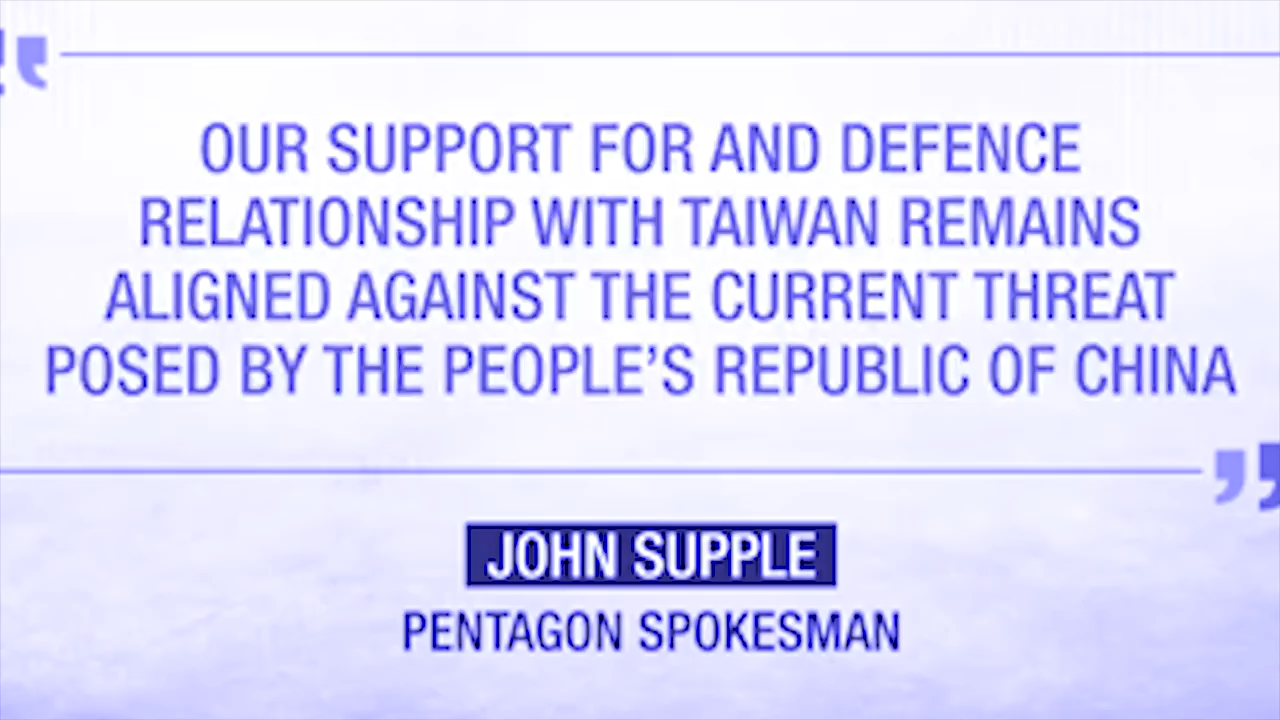 OUR SUPPORT FOR AND DEFENCE
RELATIONSHIP WITH TAIWAN REMAINS
ALIGNED AGAINST THE CURRENT THREAT
POSED BY THE PEOPLE’S REPUBLIC OF CHINA
JOHN SUPPLE
PENTAGON SPOKESMAN